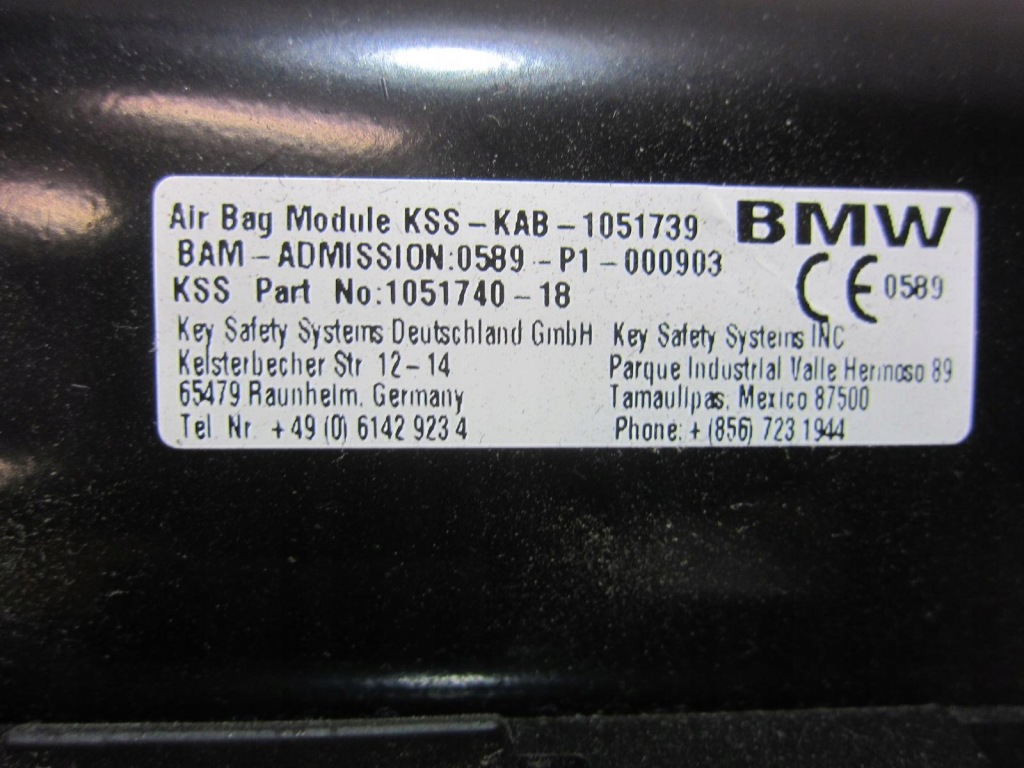 Air Bag Module KSS-KAB-1051739 BMW
BAM-ADMISSION:0589-P1-000903
KSS Part No:1051740-18 CE 0589
Key Safety Systems Deutschland GmbH
Kelsterbecher Str 12-14
65479 Raunhelm. Germany
Tel. Nr. +49 (0) 6142 923 4
Key Safety Systems INC
Parque Industrial Valle Hermoso 89
Tamaulipas, Mexico 87500
Phone: + (856) 723 1944